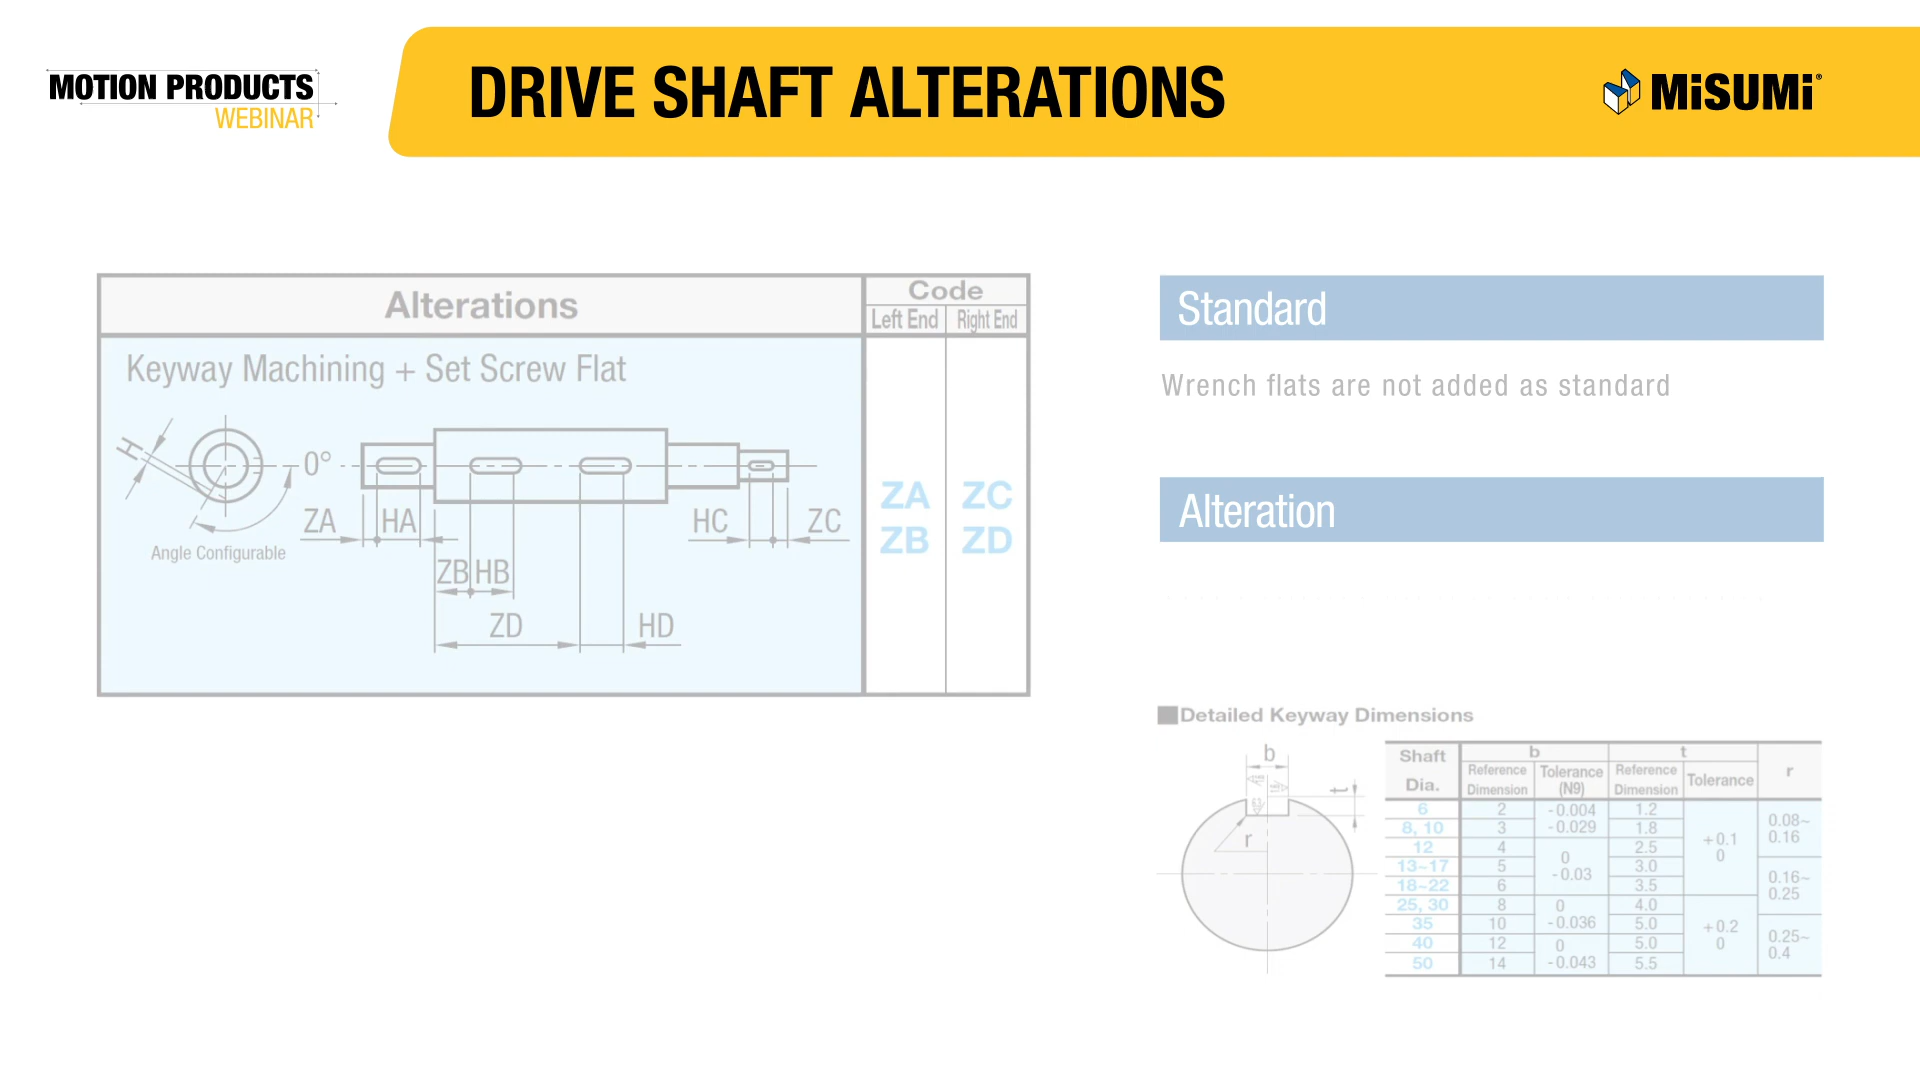 MOTION PRODUCTS
WEBINAR
DRIVE SHAFT ALTERATIONS
MiSUMi®
Alterations
Code
Left End
Right End
Keyway Machining + Set Screw Flat
H
0°
Angle Configurable
ZA
HA
HC
ZC
ZB
HB
ZD
HD
ZA
ZC
ZB
ZD
Standard
Wrench flats are not added as standard
Alteration
■Detailed Keyway Dimensions
b
t
r
Shaft Dia.
b
t
r
Reference Dimension
Tolerance (N9)
Reference Dimension
Tolerance
6 2 -0.004 1.2
8, 10 3 -0.029 1.8
0.08~
0.16
12 4 2.5
+0.1
0
13~17 5 3.0
0
-0.03
18~22 6 3.5
0.16~
0.25
25, 30 8 0 4.0
35 10 -0.036 5.0
+0.2
0
40 12 0 5.0
50 14 -0.043 5.5
0.25~
0.4